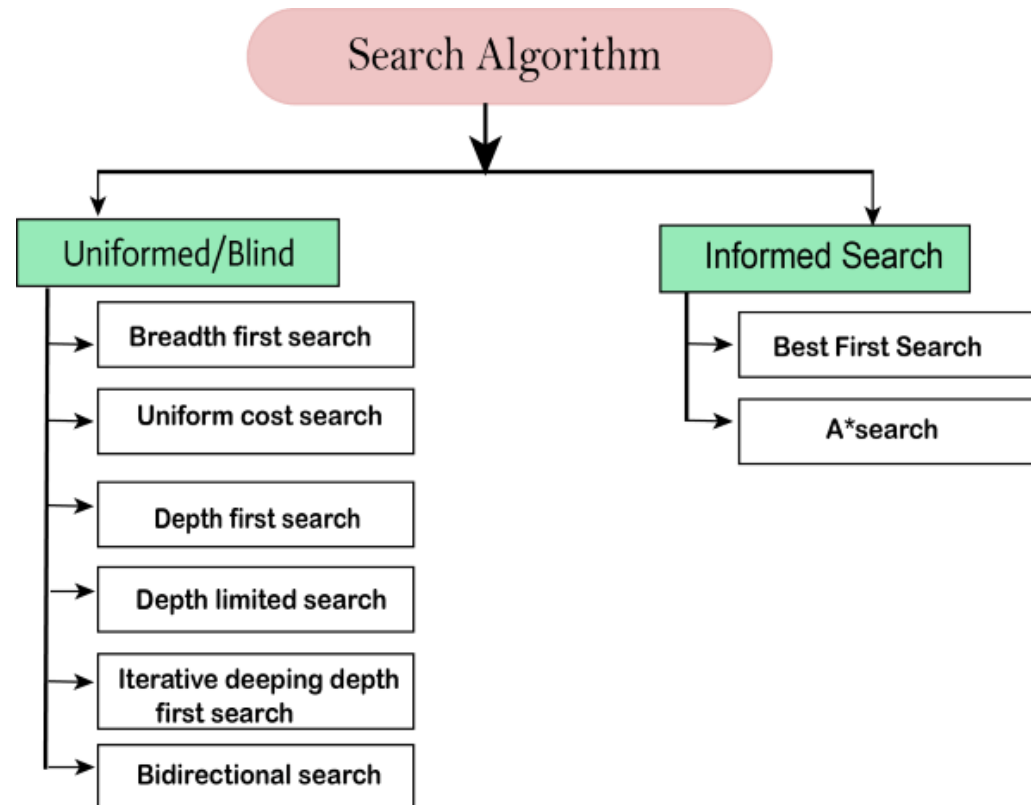 Search Algorithm
Uniformed/Blind
Breadth first search
Uniform cost search
Depth first search
Depth limited search
Iterative deeping depth
first search
Bidirectional search
Informed Search
Best First Search
A*search